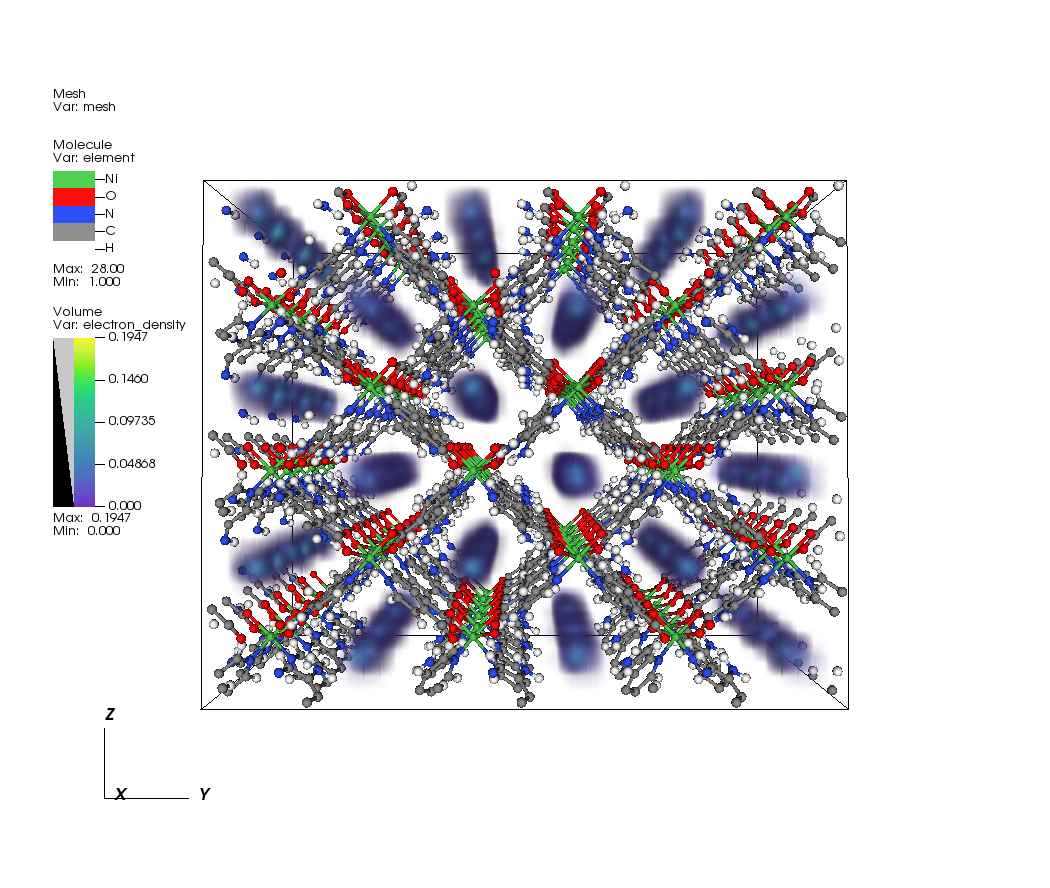 Mesh
Var: mesh
Molecule
Var: element
Ni
O
N
C
H
Max: 28.00
Min: 1.000
Volume
Var: electron_density
0.1947
0.1460
0.09735
0.04868
0.000
Max: 0.1947
Min: 0.000
Z
X
Y